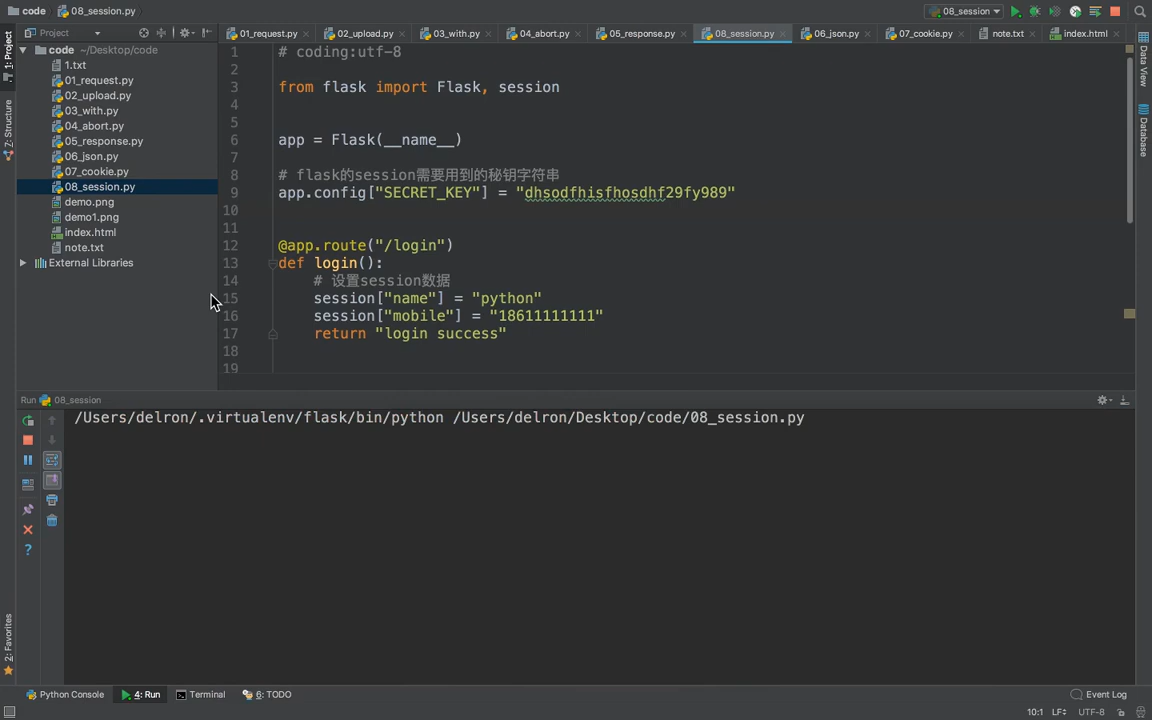 code 08_session.py
08_session
Project
01_request.py 02_upload.py 03_with.py 04_abort.py 05_response.py 08_session.py 06_json.py 07_cookie.py note.txt index.html
1: Project
Z: Structure
2: Favorites
Data View
Database
code ~/Desktop/code
1.txt
01_request.py
02_upload.py
03_with.py
04_abort.py
05_response.py
06_json.py
07_cookie.py
08_session.py
demo.png
demo1.png
index.html
note.txt
External Libraries
1 # coding:utf-8
2
3 from flask import Flask, session
4
5
6 app = Flask(__name__)
7
8 # flask的session需要用到的秘钥字符串
9 app.config["SECRET_KEY"] = "dhsodfhisfhosdhf29fy989"
10
11
12 @app.route("/login")
13 def login():
14 # 设置session数据
15 session["name"] = "python"
16 session["mobile"] = "18611111111"
17 return "login success"
18
19
Run 08_session
/Users/delron/.virtualenv/flask/bin/python /Users/delron/Desktop/code/08_session.py
Python Console 4: Run Terminal 6: TODO Event Log
10:1 LF UTF-8